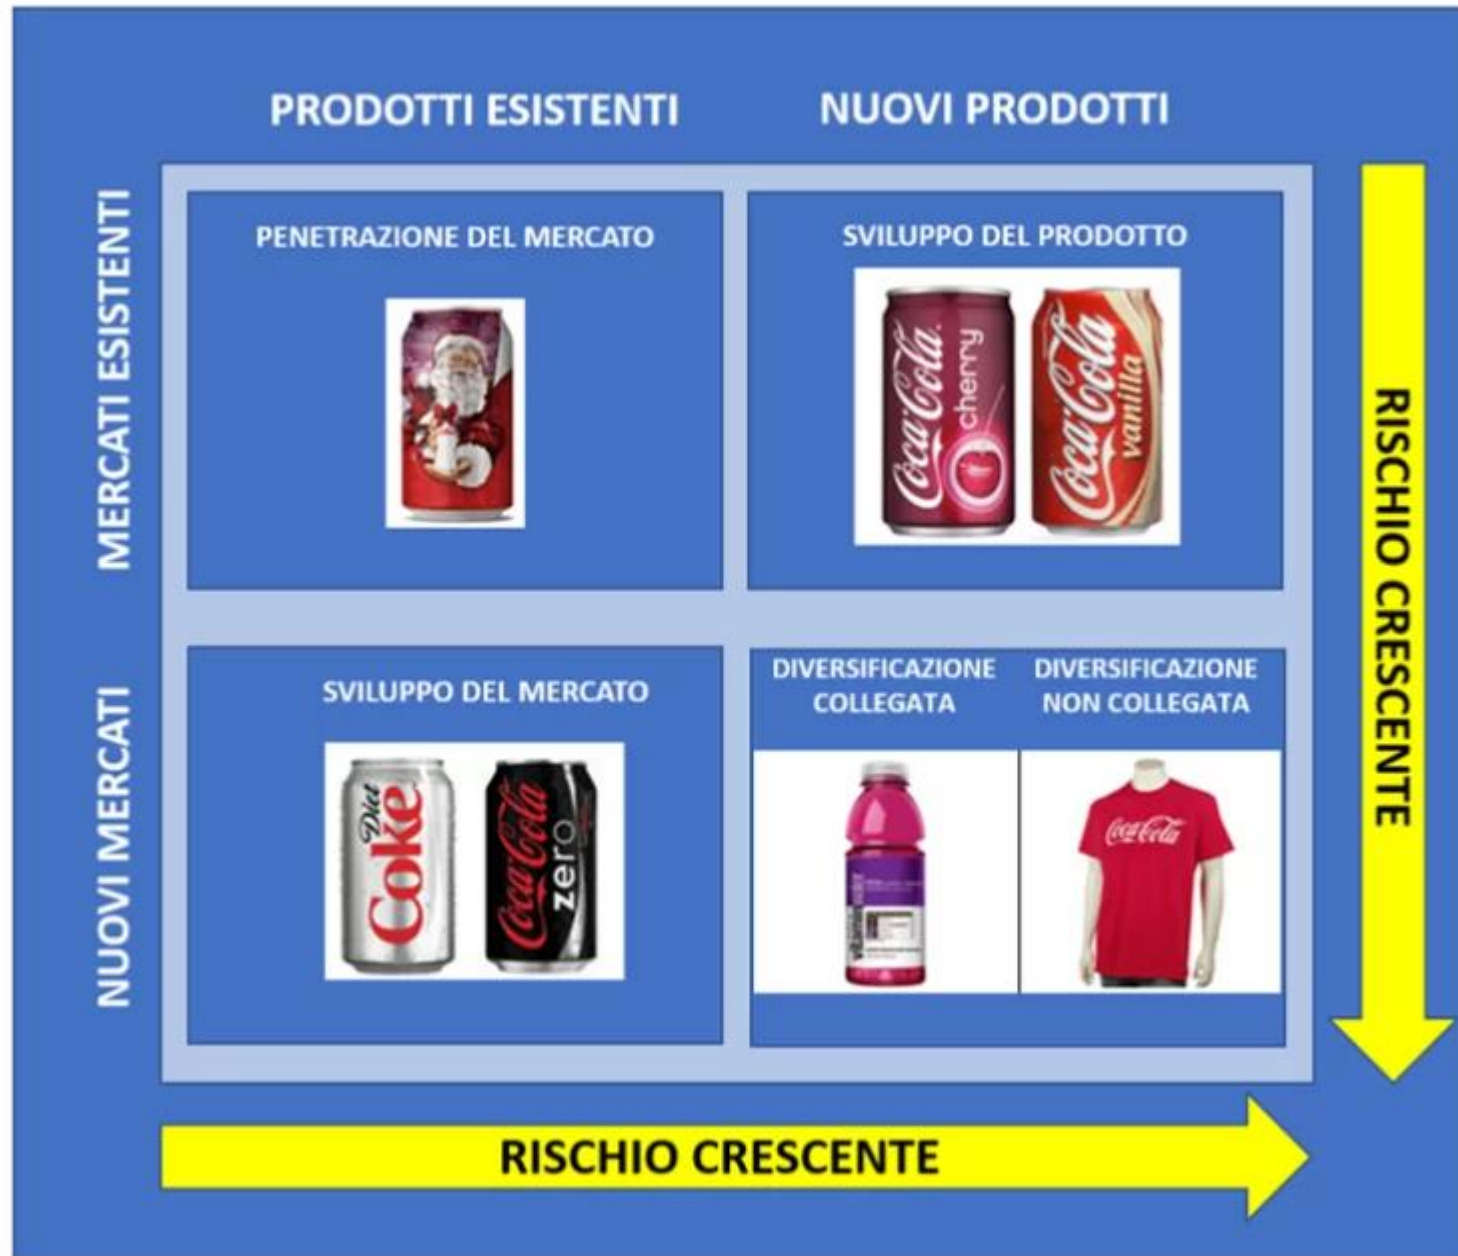 PRODOTTI ESISTENTI
NUOVI PRODOTTI
MERCATI ESISTENTI
PENETRAZIONE DEL MERCATO
SVILUPPO DEL PRODOTTO
Coca-Cola
cherry
Coca-Cola
vanilla
RISCHIO CRESCENTE
NUOVI MERCATI
SVILUPPO DEL MERCATO
Diet
Coke
Coca-Cola
zero
DIVERSIFICAZIONE
COLLEGATA
DIVERSIFICAZIONE
NON COLLEGATA
Coca-Cola
RISCHIO CRESCENTE